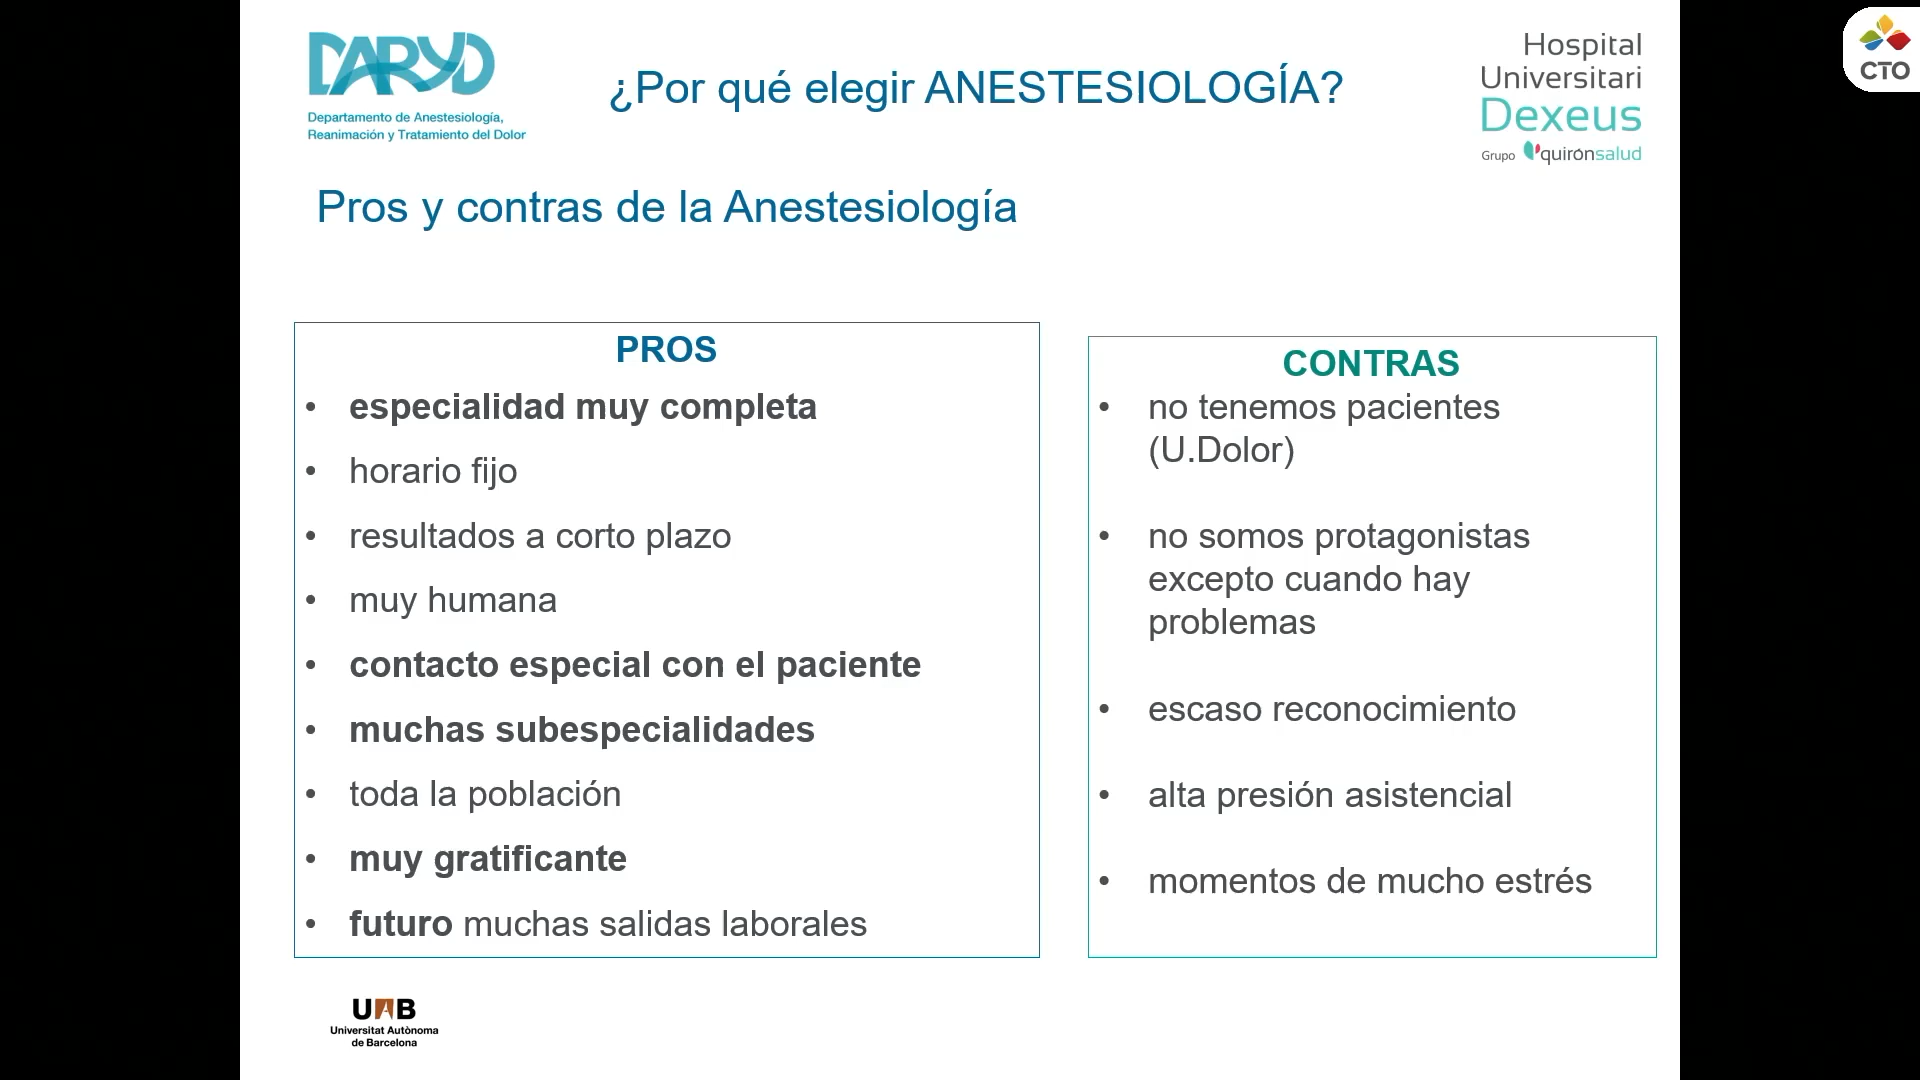 DARYD
Departamento de Anestesiología,
Reanimación y Tratamiento del Dolor
¿Por qué elegir ANESTESIOLOGÍA?
Hospital
Universitari
Dexeus
Grupo quirónsalud
CTO
Pros y contras de la Anestesiología
PROS
• especialidad muy completa
• horario fijo
• resultados a corto plazo
• muy humana
• contacto especial con el paciente
• muchas subespecialidades
• toda la población
• muy gratificante
• futuro muchas salidas laborales
CONTRAS
• no tenemos pacientes
(U.Dolor)
• no somos protagonistas
excepto cuando hay
problemas
• escaso reconocimiento
• alta presión asistencial
• momentos de mucho estrés
UAB
Universitat Autònoma
de Barcelona